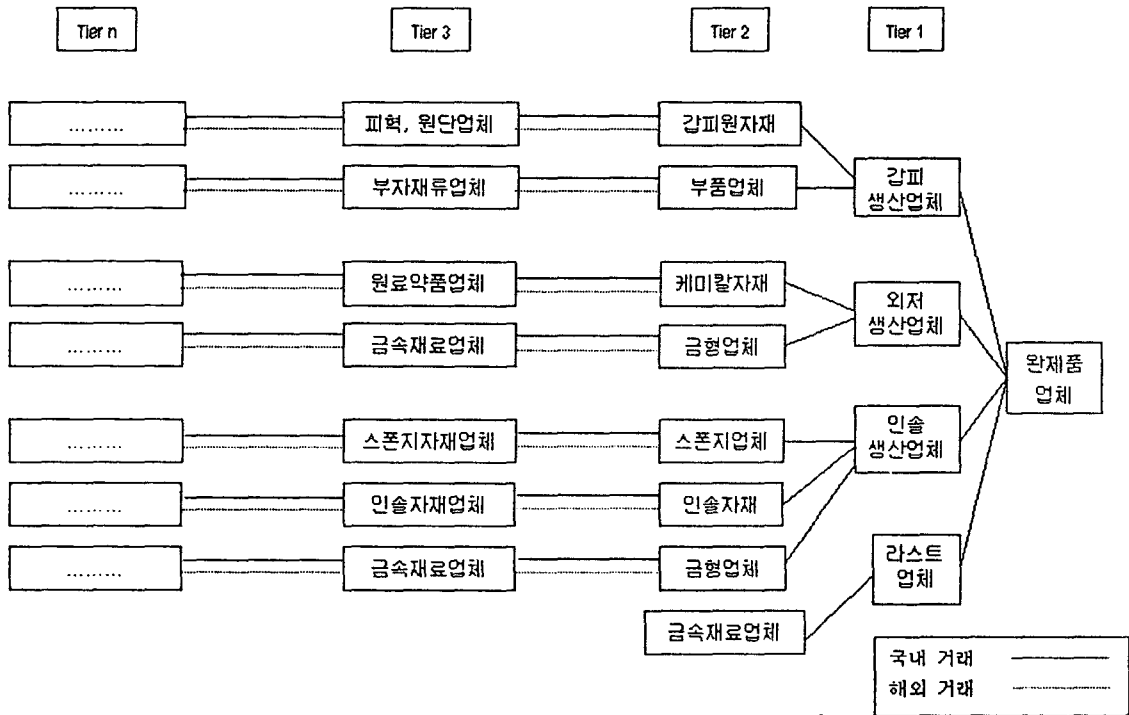 Tier n
Tier 3
Tier 2
Tier 1
.........
피혁, 원단업체
갑피원자재
.........
부자재류업체
부품업체
갑피
생산업체
.........
원료약품업체
케미칼자재
.........
금속재료업체
금형업체
외저
생산업체
완제품
업체
.........
스폰지자재업체
스폰지업체
인솔
생산업체
.........
인솔자재업체
인솔자재
.........
금속재료업체
금형업체
라스트
업체
금속재료업체
국내 거래
해외 거래